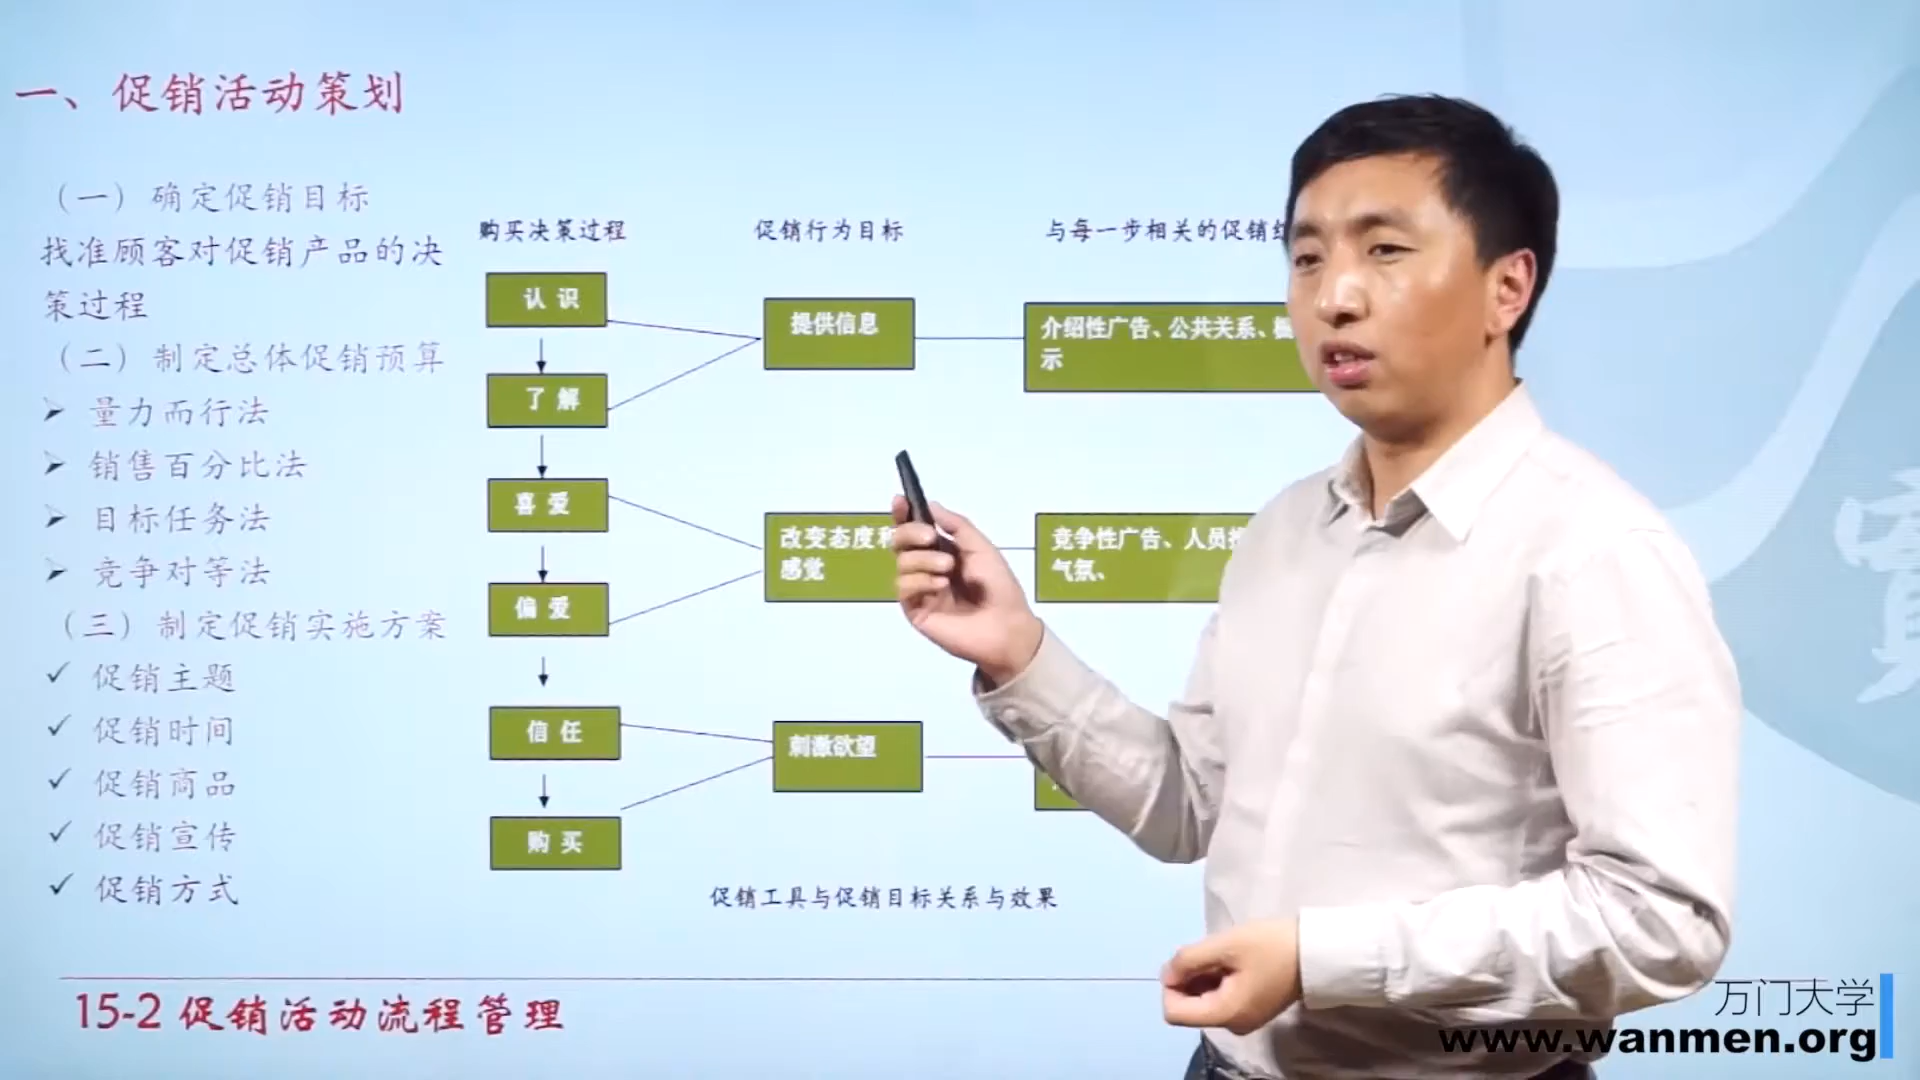 一、促销活动策划
（一）确定促销目标
找准顾客对促销产品的决
策过程
（二）制定总体促销预算
➢ 量力而行法
➢ 销售百分比法
➢ 目标任务法
➢ 竞争对等法
（三）制定促销实施方案
✓ 促销主题
✓ 促销时间
✓ 促销商品
✓ 促销宣传
✓ 促销方式
购买决策过程
促销行为目标
与每一步相关的促销
认 识
了 解
喜 爱
偏 爱
信 任
购 买
提供信息
改变态度
感觉
刺激欲望
介绍性广告、公共关系、
示
竞争性广告、人员
气氛、
促销工具与促销目标关系与效果
15-2 促销活动流程管理
万门大学
www.wanmen.org